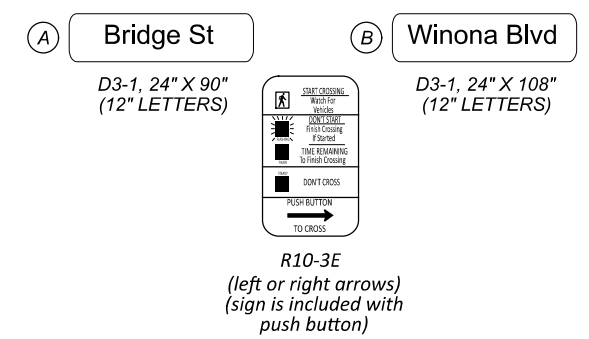 A
Bridge St
D3-1, 24" X 90"
(12" LETTERS)
B
Winona Blvd
D3-1, 24" X 108"
(12" LETTERS)
START CROSSING
Watch For
Vehicles
DON'T START
Finish Crossing
If Started
TIME REMAINING
To Finish Crossing
DON'T CROSS
PUSH BUTTON
TO CROSS
R10-3E
(left or right arrows)
(sign is included with
push button)